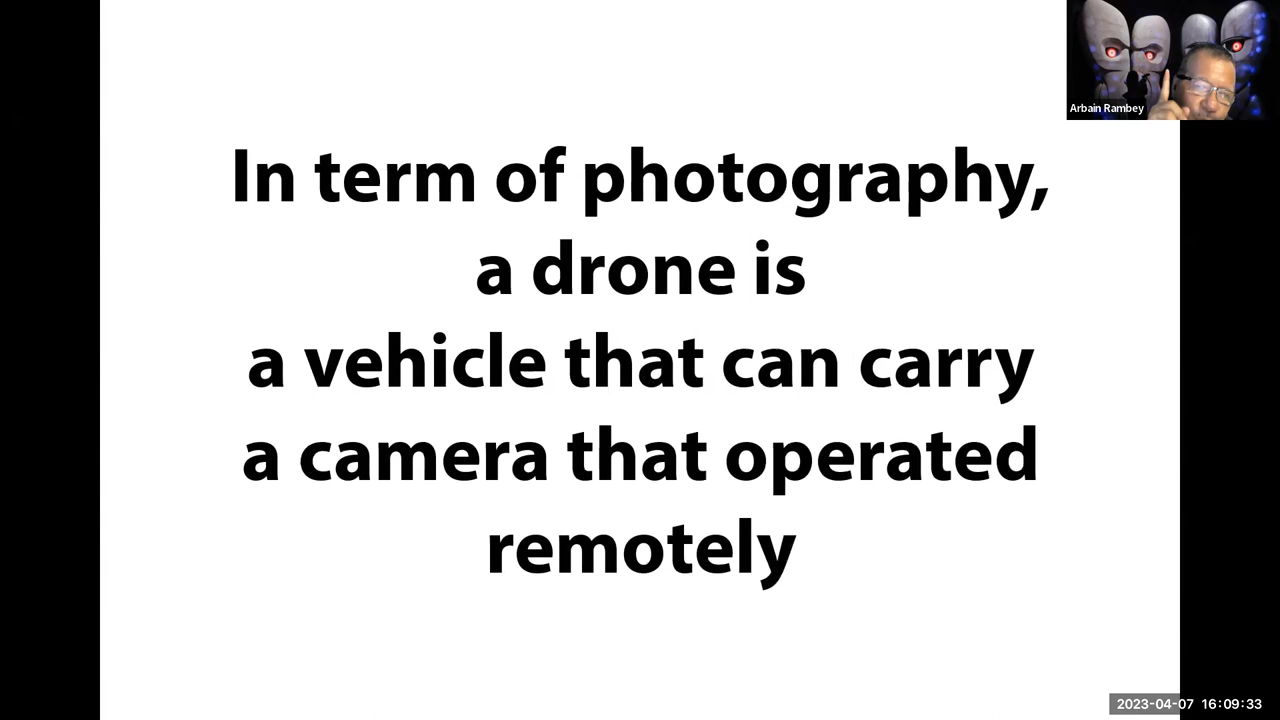 Arbain Rambey
In term of photography,
a drone is
a vehicle that can carry
a camera that operated
remotely
2023-04-07 16:09:33